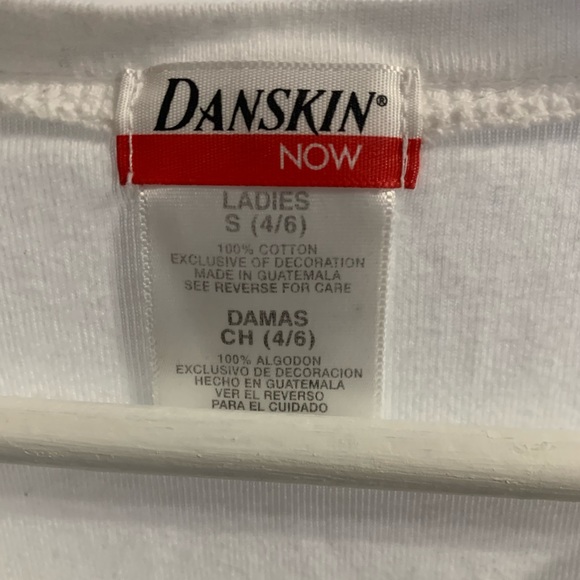 DANSKIN®
NOW
LADIES
S (4/6)
100% COTTON
EXCLUSIVE OF DECORATION
MADE IN GUATEMALA
SEE REVERSE FOR CARE
DAMAS
CH (4/6)
100% ALGODON
EXCLUSIVO DE DECORACION
HECHO EN GUATEMALA
VER EL REVERSO
PARA EL CUIDADO